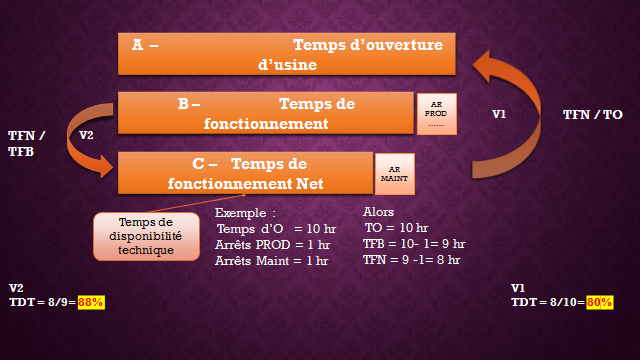 A – Temps d’ouverture
d’usine
B – Temps de
fonctionnement
AR
PROD
......
V1
TFN / TO
TFN /
TFB
V2
C – Temps de
fonctionnement Net
AR
MAINT
Temps de
disponibilité
technique
Exemple :
Temps d’O = 10 hr
Arrêts PROD = 1 hr
Arrêts Maint = 1 hr
Alors
TO = 10 hr
TFB = 10- 1= 9 hr
TFN = 9 -1= 8 hr
V2
TDT = 8/9= 88%
V1
TDT = 8/10= 80%